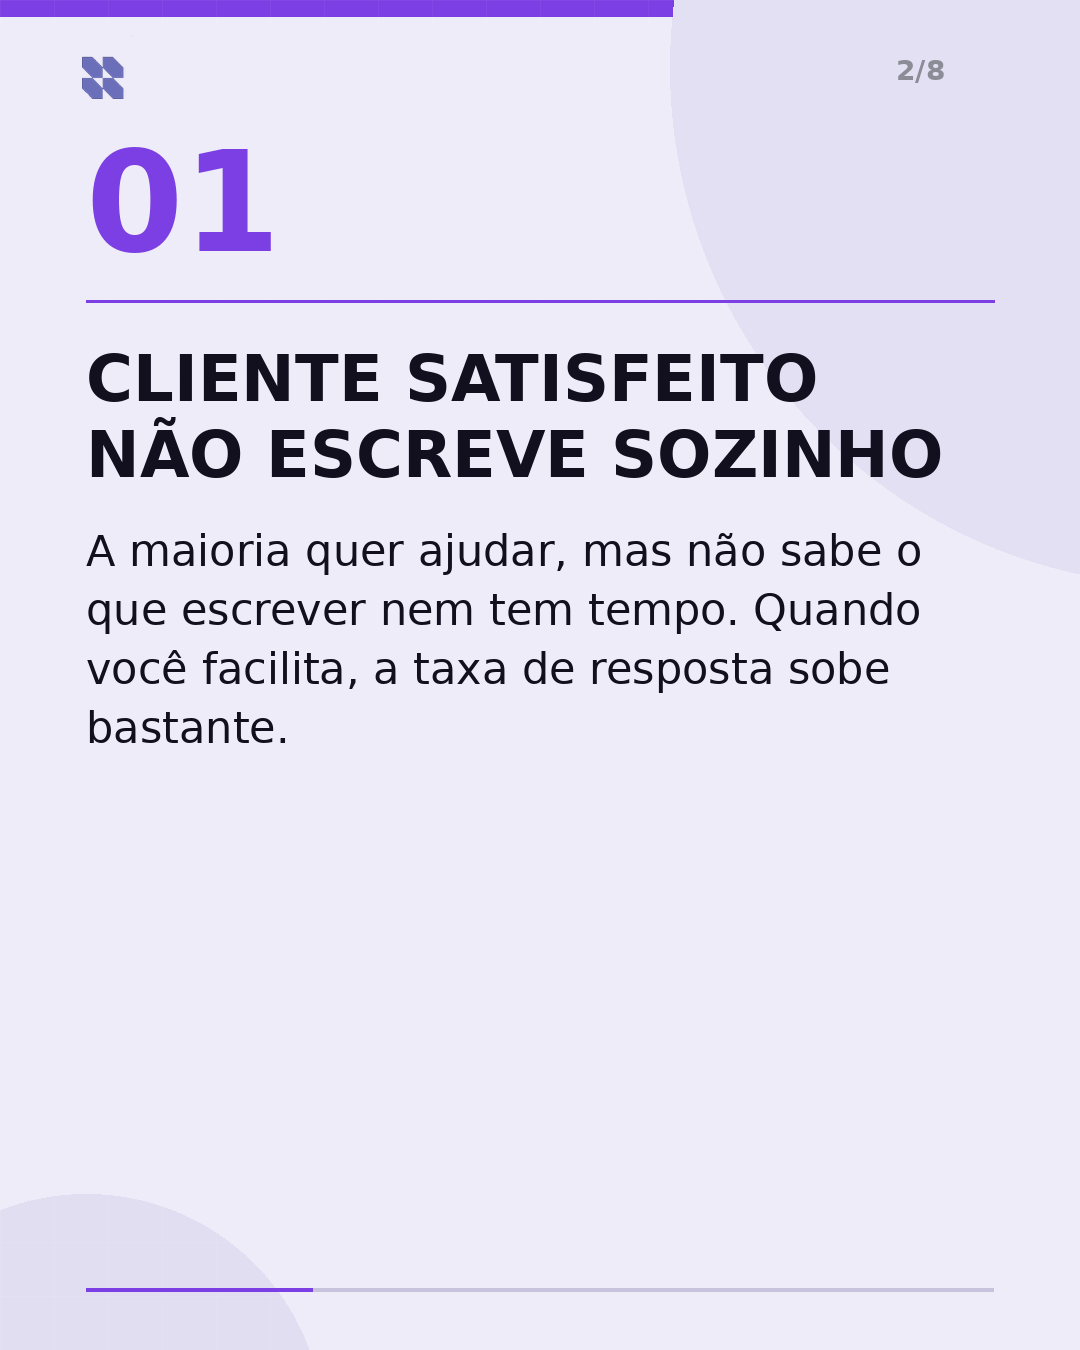 2/8
01
CLIENTE SATISFEITO
NÃO ESCREVE SOZINHO
A maioria quer ajudar, mas não sabe o
que escrever nem tem tempo. Quando
você facilita, a taxa de resposta sobe
bastante.